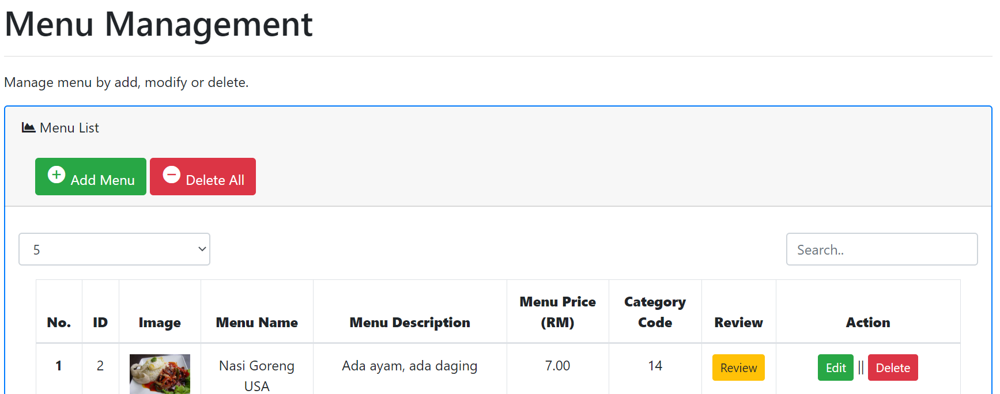 Menu Management
Manage menu by add, modify or delete.
Menu List
Add Menu Delete All
5 Search..
No. ID Image Menu Name Menu Description Menu Price (RM) Category Code Review Action
1 2 Nasi Goreng USA Ada ayam, ada daging 7.00 14 Review Edit || Delete